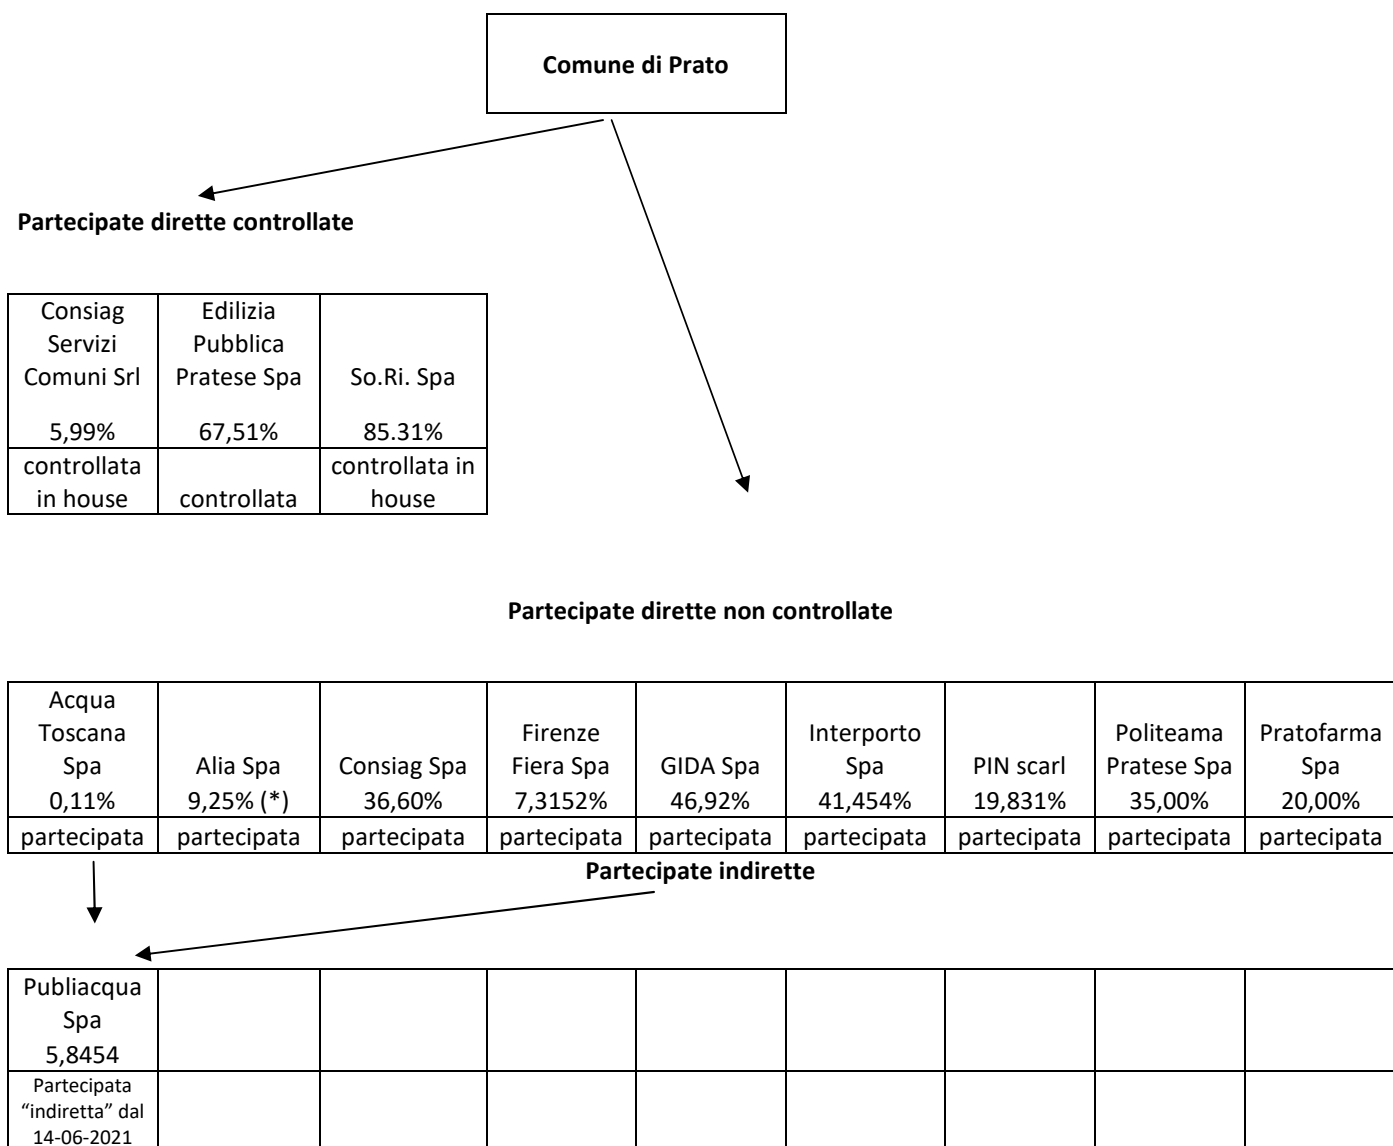 Comune di Prato
Partecipate dirette controllate
Consiag
Servizi
Comuni Srl
5,99%
Edilizia
Pubblica
Pratese Spa
67,51%
So.Ri. Spa
85.31%
controllata
in house
controllata
controllata in
house
Partecipate dirette non controllate
Acqua
Toscana
Spa
0,11%
Alia Spa
9,25% (*)
Consiag Spa
36,60%
Firenze
Fiera Spa
7,3152%
GIDA Spa
46,92%
Interporto
Spa
41,454%
PIN scarl
19,831%
Politeama
Pratese Spa
35,00%
Pratofarma
Spa
20,00%
partecipata
partecipata
partecipata
partecipata
partecipata
partecipata
partecipata
partecipata
partecipata
Partecipate indirette
Publiacqua
Spa
5,8454
Partecipata
“indiretta” dal
14-06-2021